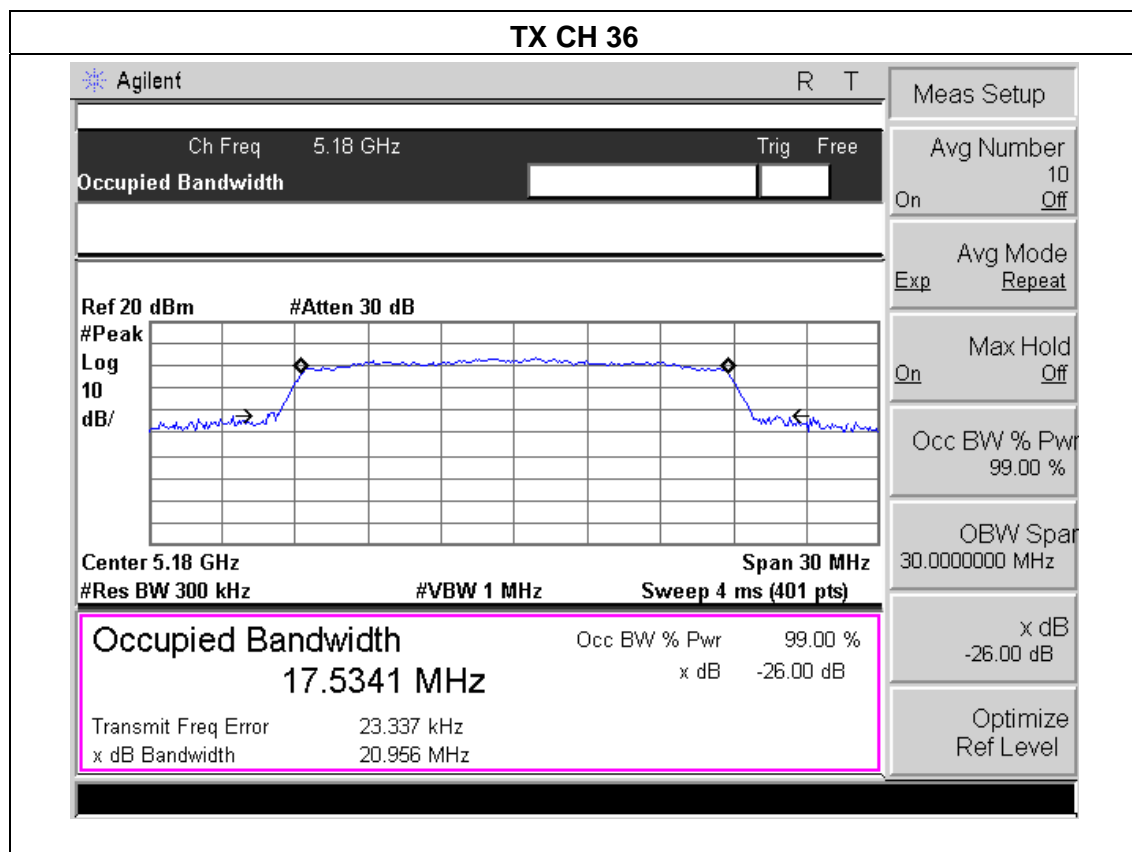 TX CH 36
Agilent R T
Meas Setup
Ch Freq 5.18 GHz Trig Free
Occupied Bandwidth
Avg Number
10
On Off
Avg Mode
Exp Repeat
Ref 20 dBm #Atten 30 dB
#Peak
Log
10
dB/
Max Hold
On Off
Occ BW % Pwr
99.00 %
Center 5.18 GHz Span 30 MHz
#Res BW 300 kHz #VBW 1 MHz Sweep 4 ms (401 pts)
OBW Span
30.0000000 MHz
Occupied Bandwidth Occ BW % Pwr 99.00 %
17.5341 MHz x dB -26.00 dB
Transmit Freq Error 23.337 kHz
x dB Bandwidth 20.956 MHz
x dB
-26.00 dB
Optimize
Ref Level